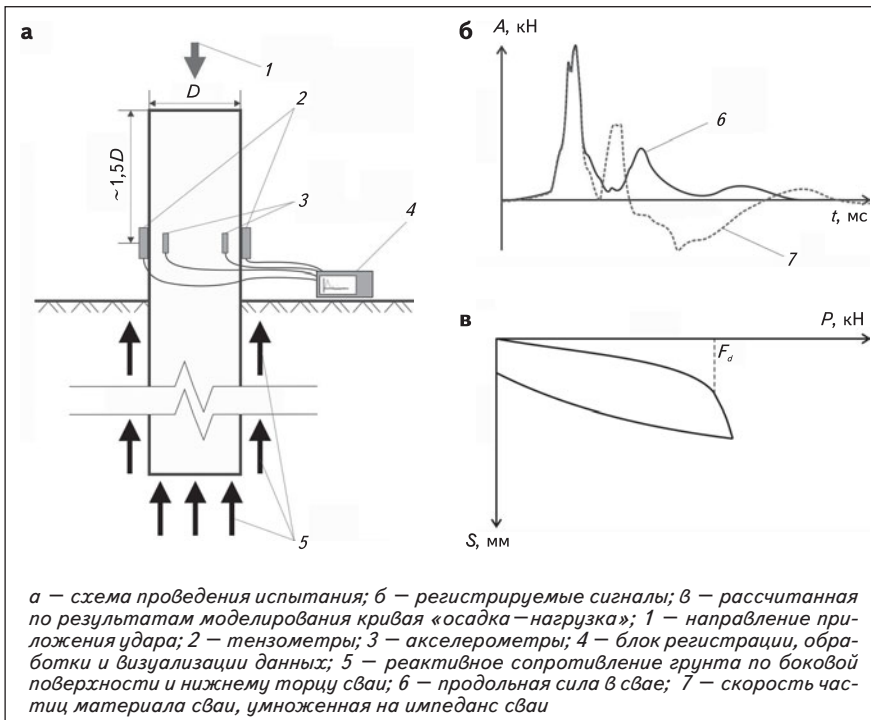 а
1
D
2
~1,5D
3
4
5
б
A, кН
6
t, мс
7
в
P, кН
F_d
S, мм
а – схема проведения испытания; б – регистрируемые сигналы; в – рассчитанная
по результатам моделирования кривая «осадка–нагрузка»; 1 – направление при-
ложения удара; 2 – тензометры; 3 – акселерометры; 4 – блок регистрации, обра-
ботки и визуализации данных; 5 – реактивное сопротивление грунта по боковой
поверхности и нижнему торцу сваи; 6 – продольная сила в свае; 7 – скорость час-
тиц материала сваи, умноженная на импеданс сваи